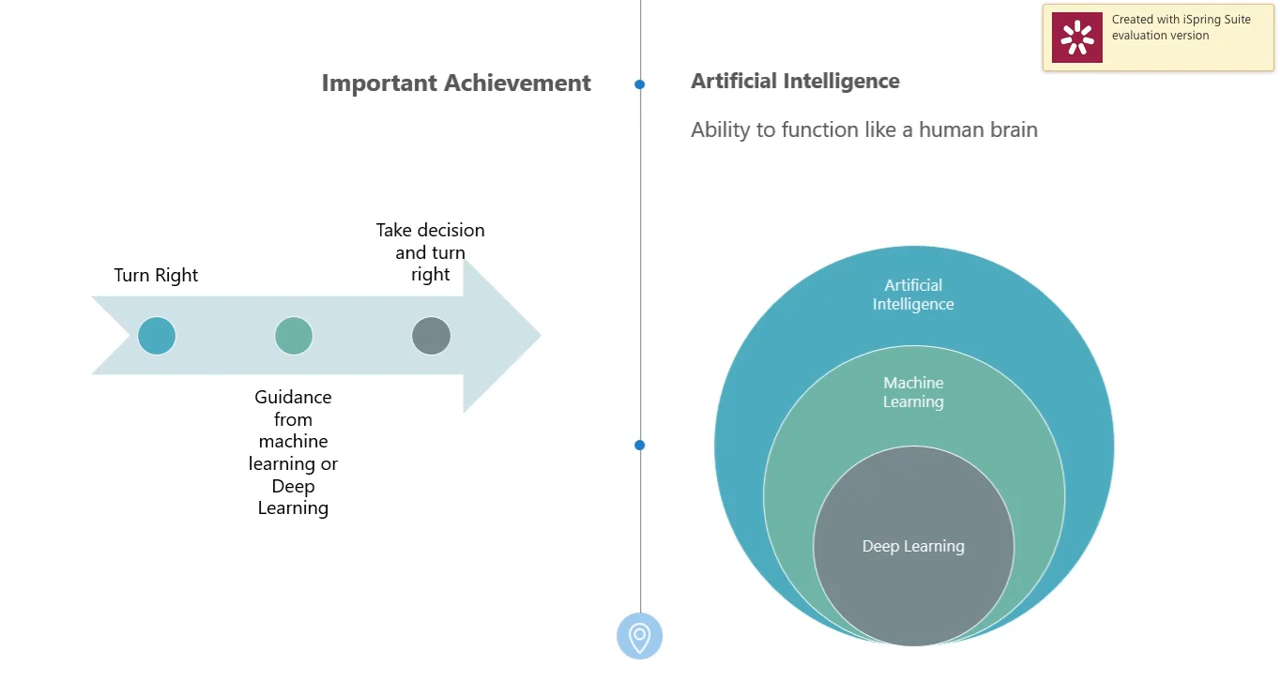 Created with iSpring Suite
evaluation version
Important Achievement
Artificial Intelligence
Ability to function like a human brain
Take decision
and turn
right
Turn Right
Guidance
from
machine
learning or
Deep
Learning
Artificial
Intelligence
Machine
Learning
Deep Learning